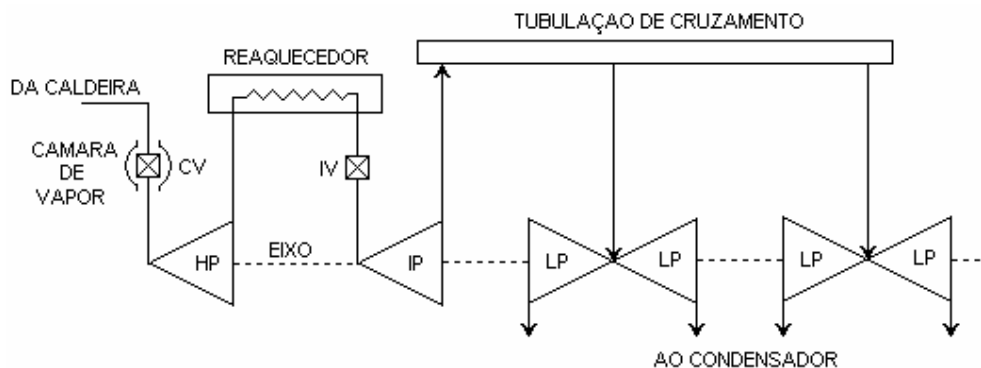 TUBULAÇAO DE CRUZAMENTO
REAQUECEDOR
DA CALDEIRA
CAMARA
DE
VAPOR
CV
IV
HP
EIXO
IP
LP
LP
LP
LP
AO CONDENSADOR